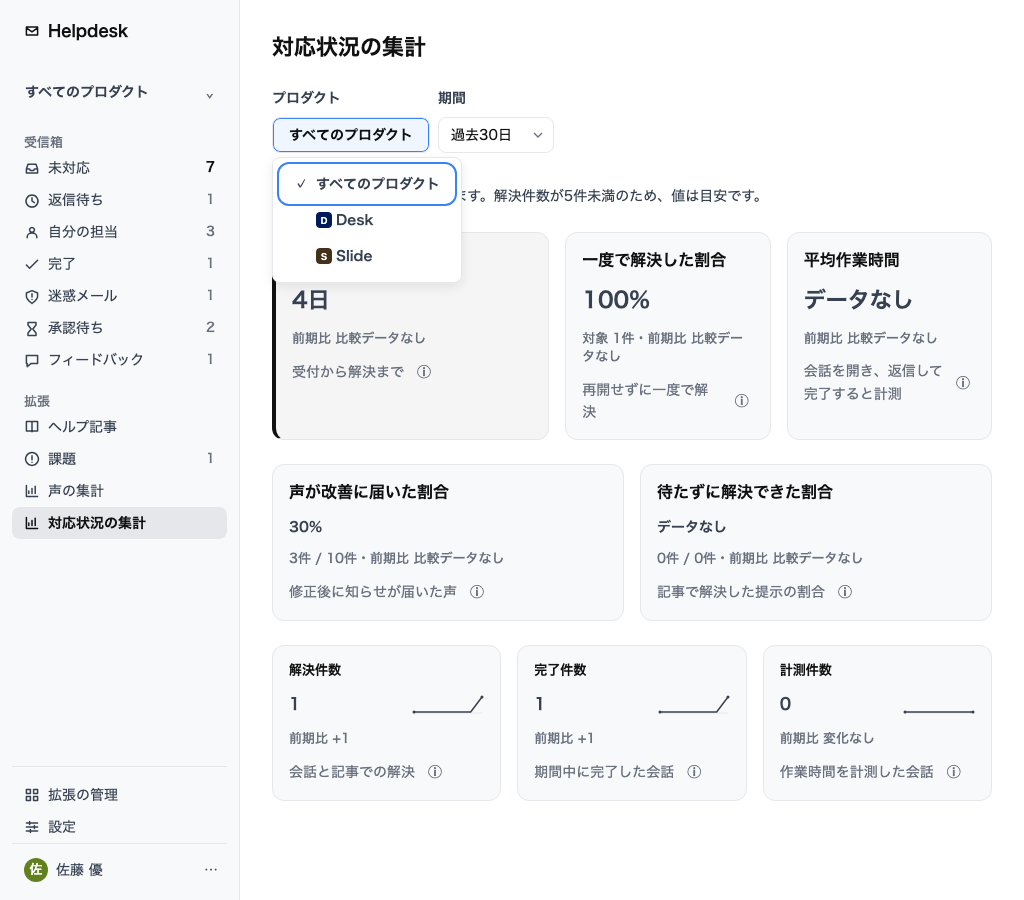 Helpdesk
すべてのプロダクト
受信箱
未対応 7
返信待ち 1
自分の担当 3
完了 1
迷惑メール 1
承認待ち 2
フィードバック 1
拡張
ヘルプ記事
課題 1
声の集計
対応状況の集計
拡張の管理
設定
佐 佐藤 優 …
対応状況の集計
プロダクト 期間
すべてのプロダクト 過去30日
✓ すべてのプロダクト
D Desk
S Slide
ます。解決件数が5件未満のため、値は目安です。
4日
前期比 比較データなし
受付から解決まで
一度で解決した割合
100%
対象 1件・前期比 比較デー
タなし
再開せずに一度で解
決
平均作業時間
データなし
前期比 比較データなし
会話を開き、返信して
完了すると計測
声が改善に届いた割合
30%
3件 / 10件・前期比 比較データなし
修正後に知らせが届いた声
待たずに解決できた割合
データなし
0件 / 0件・前期比 比較データなし
記事で解決した提示の割合
解決件数
1
前期比 +1
会話と記事での解決
完了件数
1
前期比 +1
期間中に完了した会話
計測件数
0
前期比 変化なし
作業時間を計測した会話